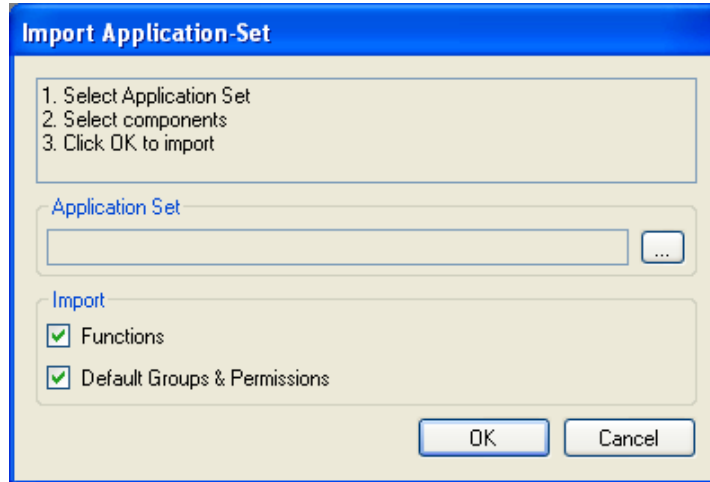 Import Application-Set
1. Select Application Set
2. Select components
3. Click OK to import
Application Set
...
Import
Functions
Default Groups & Permissions
OK
Cancel